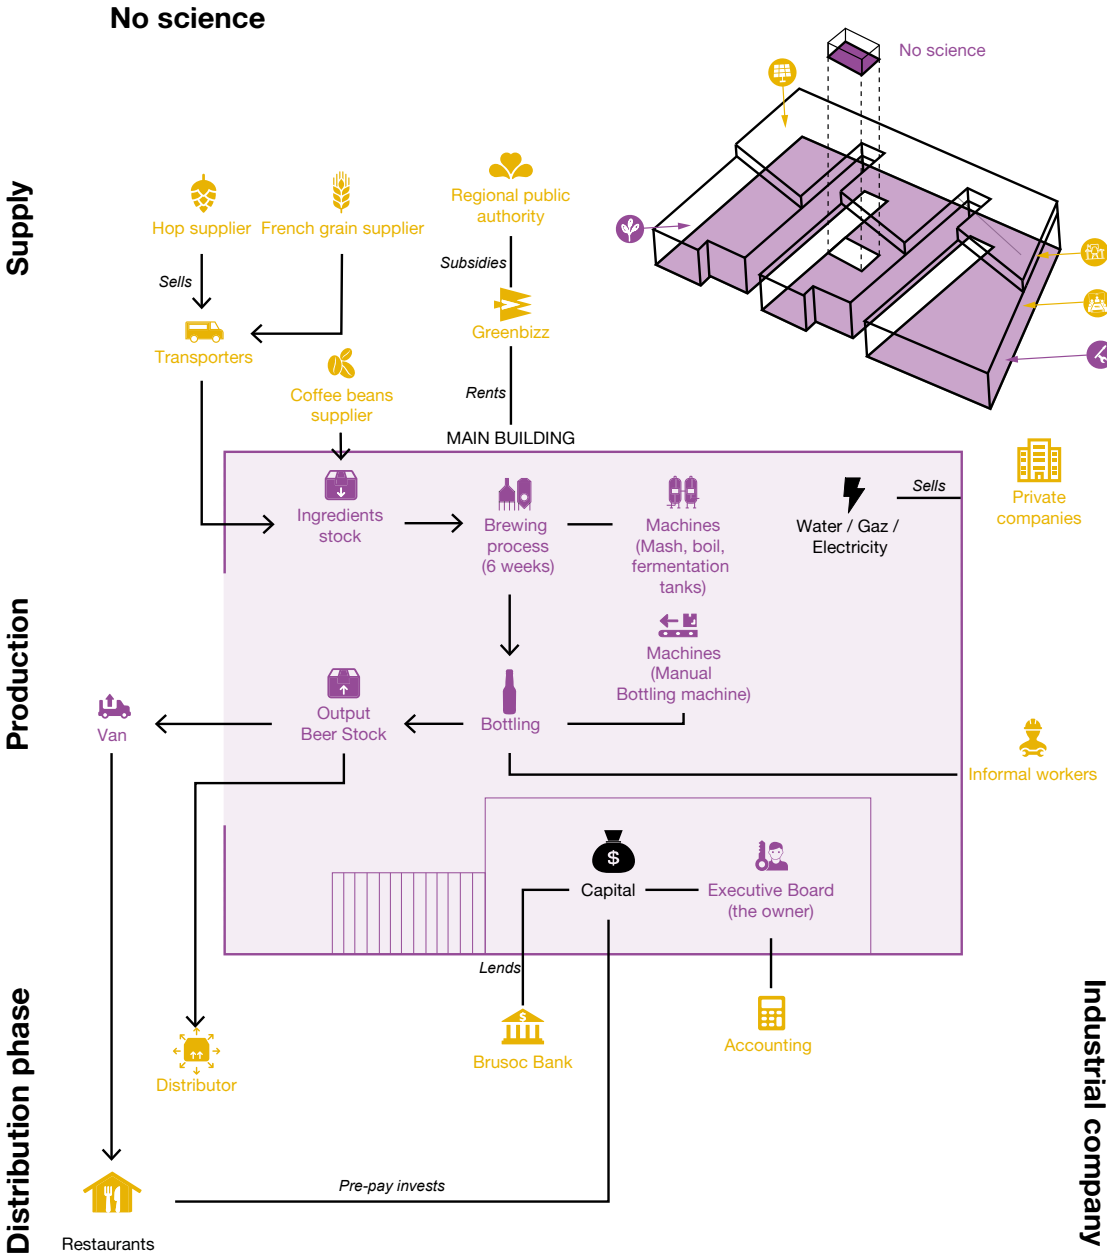 No science
No science
Supply
Regional public
authority
Hop supplier
French grain supplier
Subsidies
Sells
Greenbizz
Transporters
Coffee beans
supplier
Rents
MAIN BUILDING
Ingredients
stock
Brewing
process
(6 weeks)
Machines
(Mash, boil,
fermentation
tanks)
Water / Gaz /
Electricity
Sells
Private
companies
Production
Machines
(Manual
Bottling machine)
Van
Output
Beer Stock
Bottling
Informal workers
$
Capital
Executive Board
(the owner)
Lends
$
Distribution phase
Industrial company
Distributor
Brusoc Bank
Accounting
Pre-pay invests
Restaurants